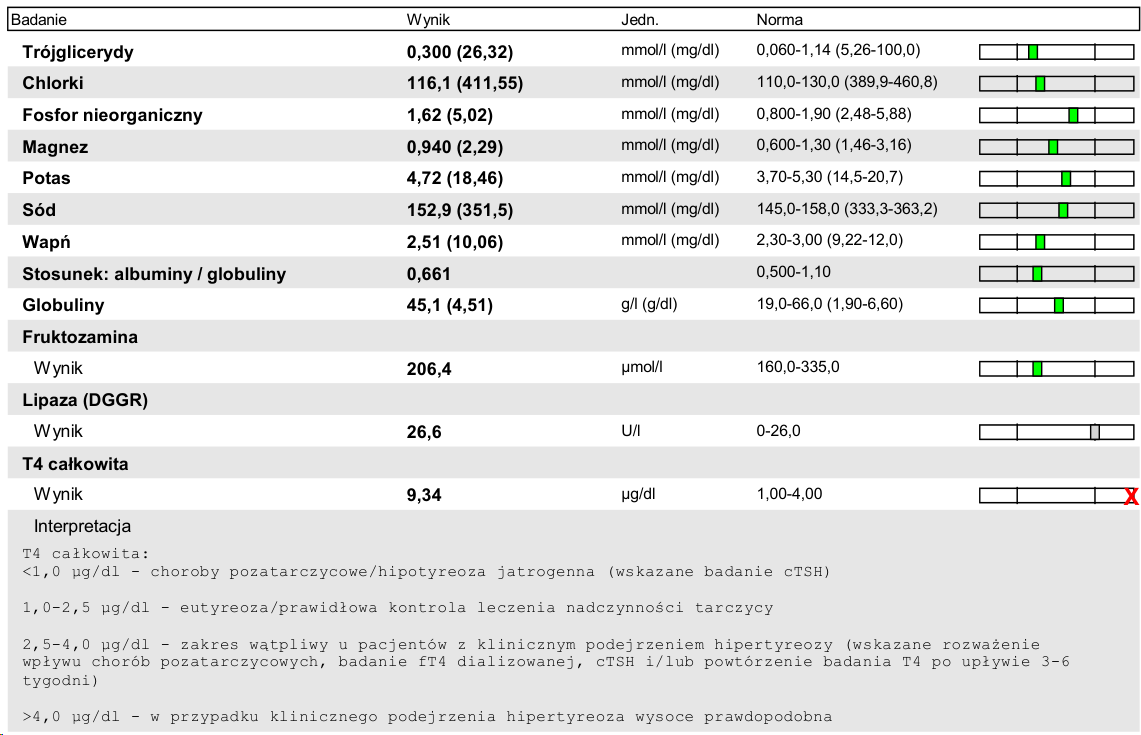 Badanie Wynik Jedn. Norma
Trójglicerydy 0,300 (26,32) mmol/l (mg/dl) 0,060-1,14 (5,26-100,0)
Chlorki 116,1 (411,55) mmol/l (mg/dl) 110,0-130,0 (389,9-460,8)
Fosfor nieorganiczny 1,62 (5,02) mmol/l (mg/dl) 0,800-1,90 (2,48-5,88)
Magnez 0,940 (2,29) mmol/l (mg/dl) 0,600-1,30 (1,46-3,16)
Potas 4,72 (18,46) mmol/l (mg/dl) 3,70-5,30 (14,5-20,7)
Sód 152,9 (351,5) mmol/l (mg/dl) 145,0-158,0 (333,3-363,2)
Wapń 2,51 (10,06) mmol/l (mg/dl) 2,30-3,00 (9,22-12,0)
Stosunek: albuminy / globuliny 0,661 0,500-1,10
Globuliny 45,1 (4,51) g/l (g/dl) 19,0-66,0 (1,90-6,60)
Fruktozamina
Wynik 206,4 µmol/l 160,0-335,0
Lipaza (DGGR)
Wynik 26,6 U/l 0-26,0
T4 całkowita
Wynik 9,34 µg/dl 1,00-4,00 X
Interpretacja
T4 całkowita:
<1,0 µg/dl - choroby pozatarczycowe/hipotyreoza jatrogenna (wskazane badanie cTSH)
1,0-2,5 µg/dl - eutyreoza/prawidłowa kontrola leczenia nadczynności tarczycy
2,5-4,0 µg/dl - zakres wątpliwy u pacjentów z klinicznym podejrzeniem hipertyreozy (wskazane rozważenie
wpływu chorób pozatarczycowych, badanie fT4 dializowanej, cTSH i/lub powtórzenie badania T4 po upływie 3-6
tygodni)
>4,0 µg/dl - w przypadku klinicznego podejrzenia hipertyreoza wysoce prawdopodobna